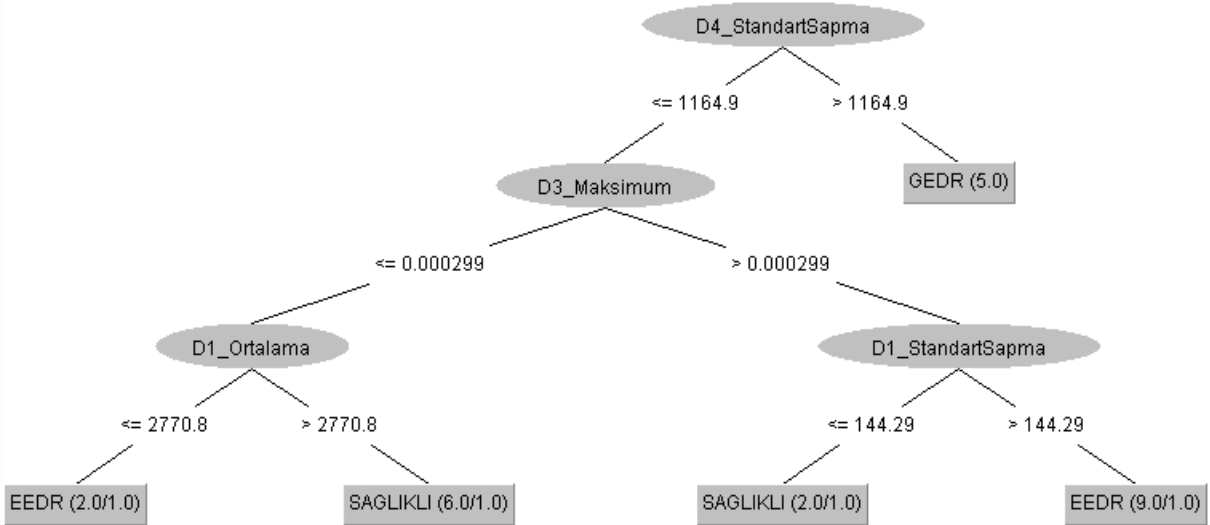 D4_StandartSapma
<= 1164.9
> 1164.9
D3_Maksimum
GEDR (5.0)
<= 0.000299
> 0.000299
D1_Ortalama
D1_StandartSapma
<= 2770.8
> 2770.8
<= 144.29
> 144.29
EEDR (2.0/1.0)
SAGLIKLI (6.0/1.0)
SAGLIKLI (2.0/1.0)
EEDR (9.0/1.0)